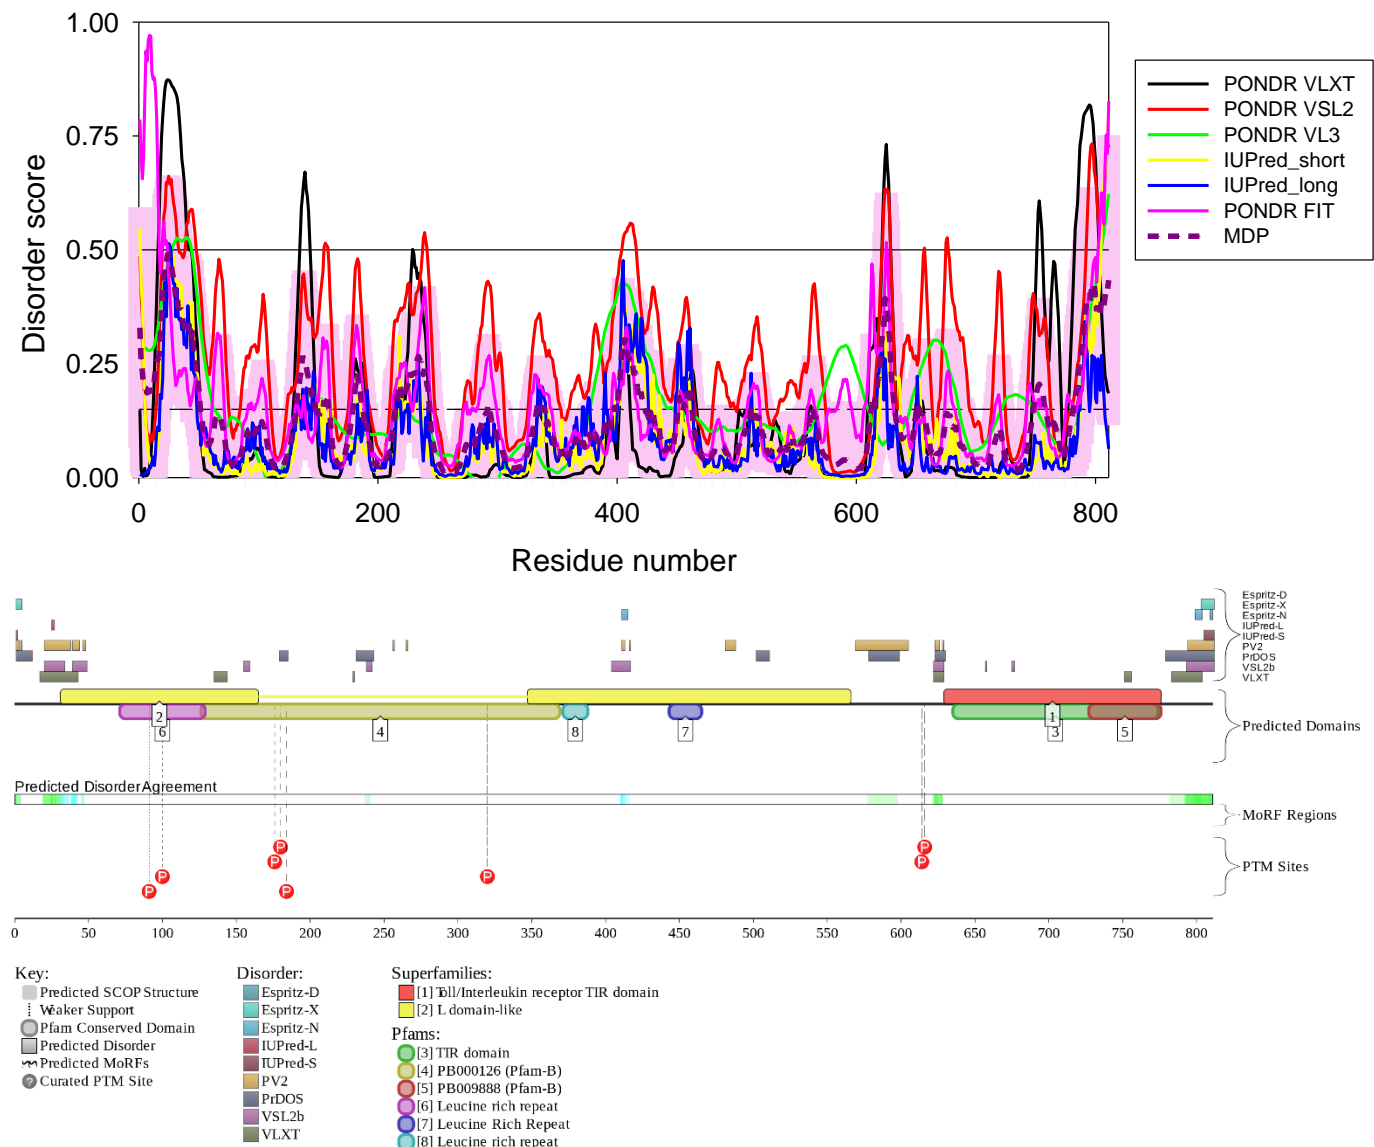 1.00
0.75
0.50
0.25
0.00
Disorder score
0
200
400
600
800
Residue number
PONDR VLXT
PONDR VSL2
PONDR VL3
IUPred_short
IUPred_long
PONDR FIT
MDP
Espritz-D
Espritz-X
Espritz-N
IUPred-L
IUPred-S
PV2
PrDOS
VSL2b
VLXT
2
6
4
8
7
1
3
5
Predicted Domains
Predicted Disorder Agreement
MoRF Regions
P
P
P
P
P
P
P
P
PTM Sites
0 50 100 150 200 250 300 350 400 450 500 550 600 650 700 750 800
Key:
Predicted SCOP Structure
Weaker Support
Pfam Conserved Domain
Predicted Disorder
Predicted MoRFs
? Curated PTM Site
Disorder:
Espritz-D
Espritz-X
Espritz-N
IUPred-L
IUPred-S
PV2
PrDOS
VSL2b
VLXT
Superfamilies:
[1] Toll/Interleukin receptor TIR domain
[2] L domain-like
Pfams:
[3] TIR domain
[4] PB000126 (Pfam-B)
[5] PB009888 (Pfam-B)
[6] Leucine rich repeat
[7] Leucine Rich Repeat
[8] Leucine rich repeat